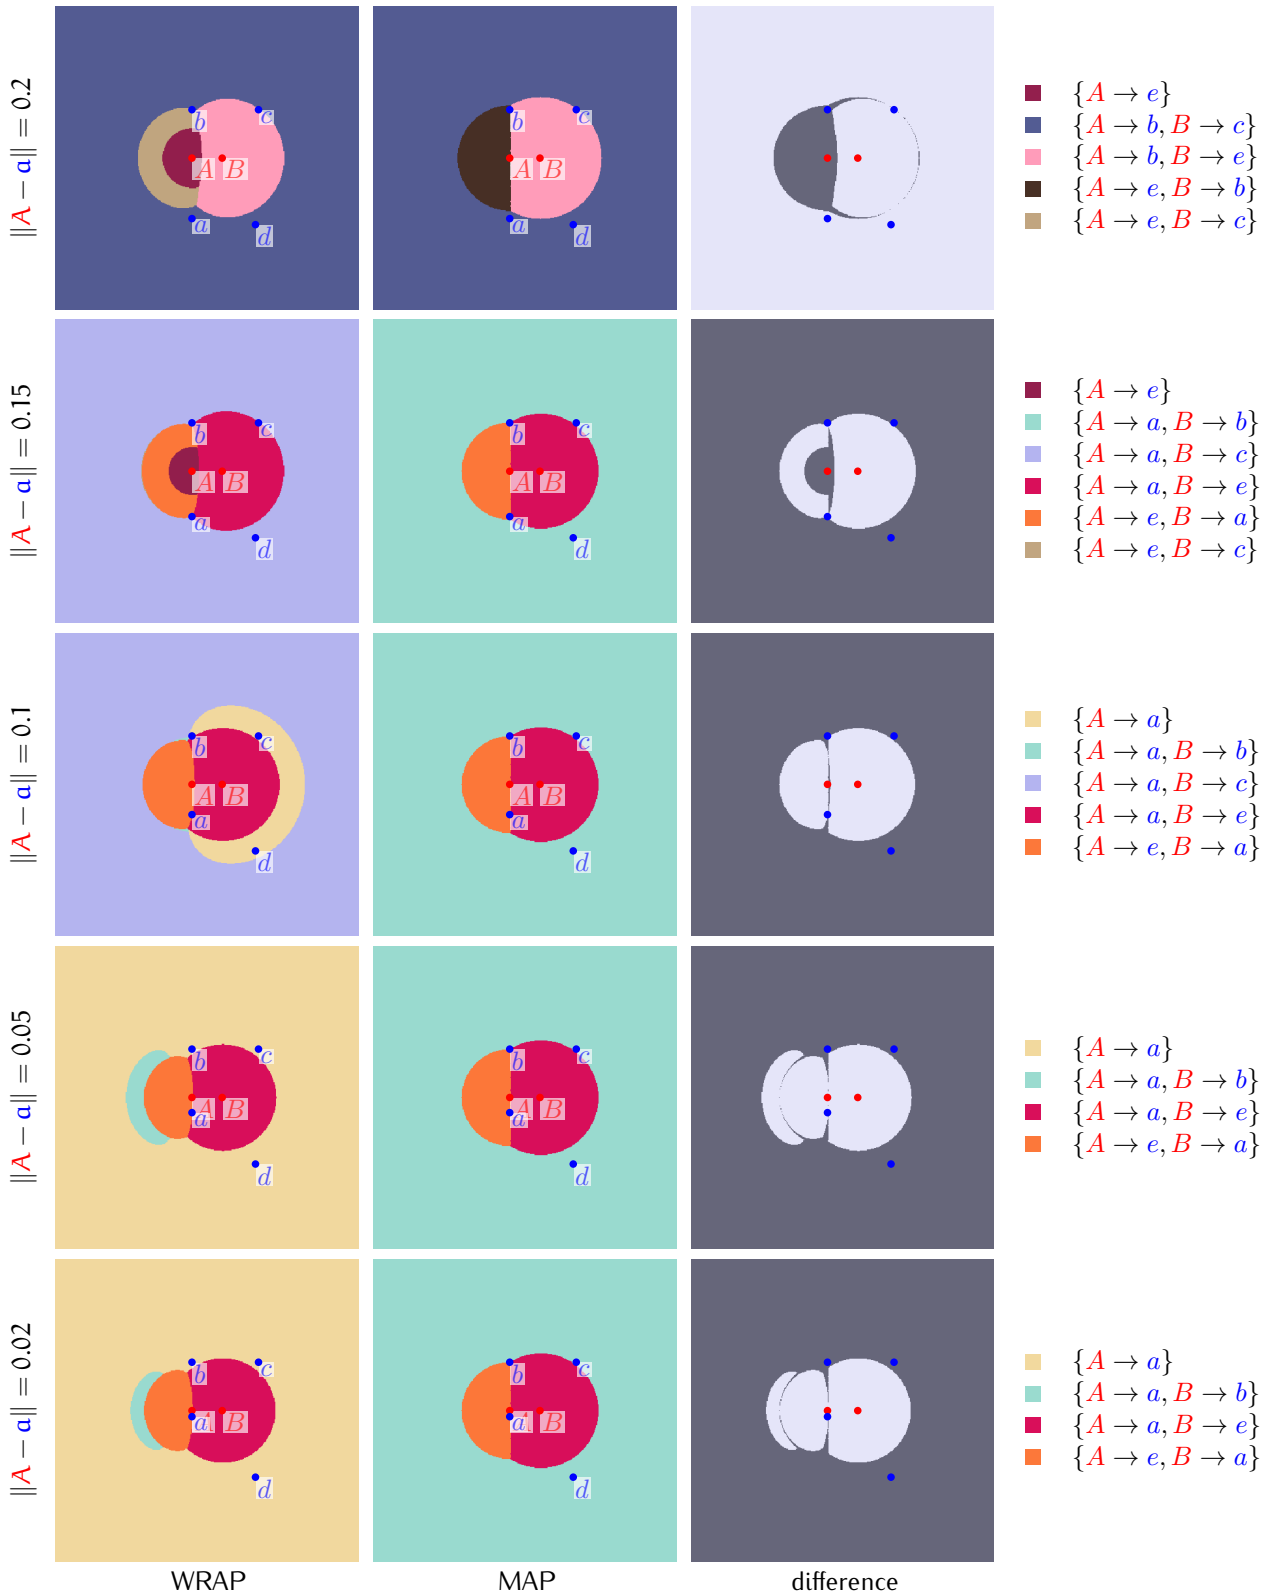 ‖A − a‖ = 0.2
b
c
A
B
a
d
b
c
A
B
a
d
{A → e}
{A → b, B → c}
{A → b, B → e}
{A → e, B → b}
{A → e, B → c}
‖A − a‖ = 0.15
b
c
A
B
a
d
b
c
A
B
a
d
{A → e}
{A → a, B → b}
{A → a, B → c}
{A → a, B → e}
{A → e, B → a}
{A → e, B → c}
‖A − a‖ = 0.1
b
c
A
B
a
d
b
c
A
B
a
d
{A → a}
{A → a, B → b}
{A → a, B → c}
{A → a, B → e}
{A → e, B → a}
‖A − a‖ = 0.05
b
c
A
B
a
d
b
c
A
B
a
d
{A → a}
{A → a, B → b}
{A → a, B → e}
{A → e, B → a}
‖A − a‖ = 0.02
b
c
A
B
a
d
b
c
A
B
a
d
{A → a}
{A → a, B → b}
{A → a, B → e}
{A → e, B → a}
WRAP
MAP
difference